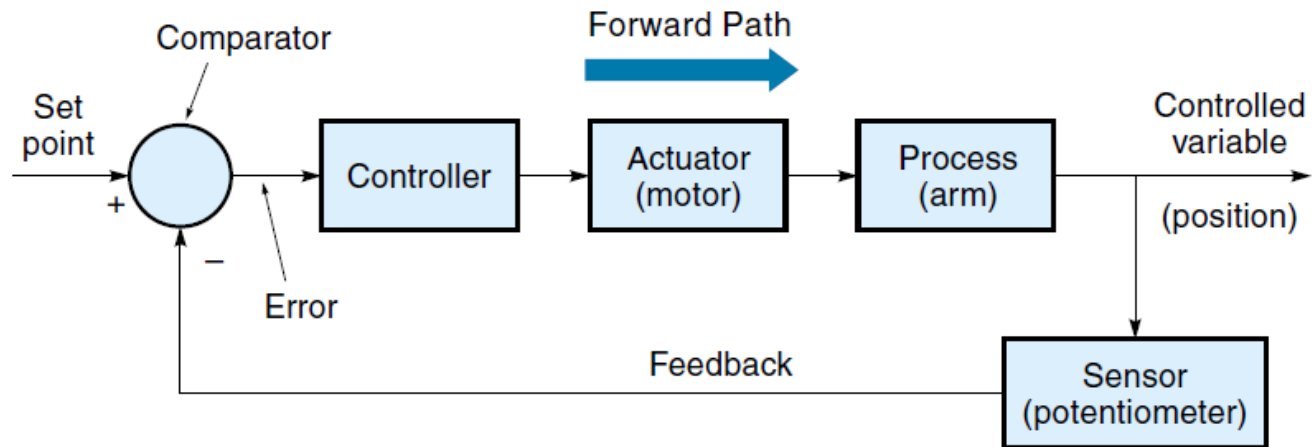 Comparator
Forward Path
Set
point
+
–
Error
Controller
Actuator
(motor)
Process
(arm)
Controlled
variable
(position)
Feedback
Sensor
(potentiometer)